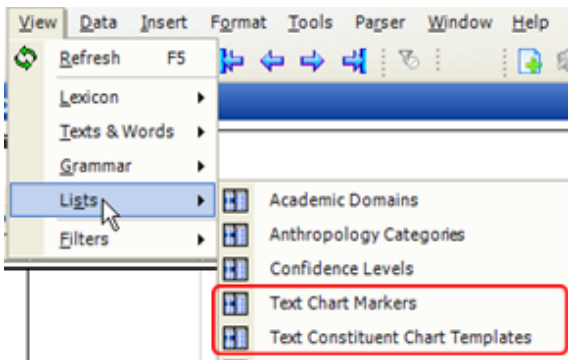 View Data Insert Format Tools Parser Window Help
Refresh F5
Lexicon
Texts & Words
Grammar
Lists
Academic Domains
Filters
Anthropology Categories
Confidence Levels
Text Chart Markers
Text Constituent Chart Templates